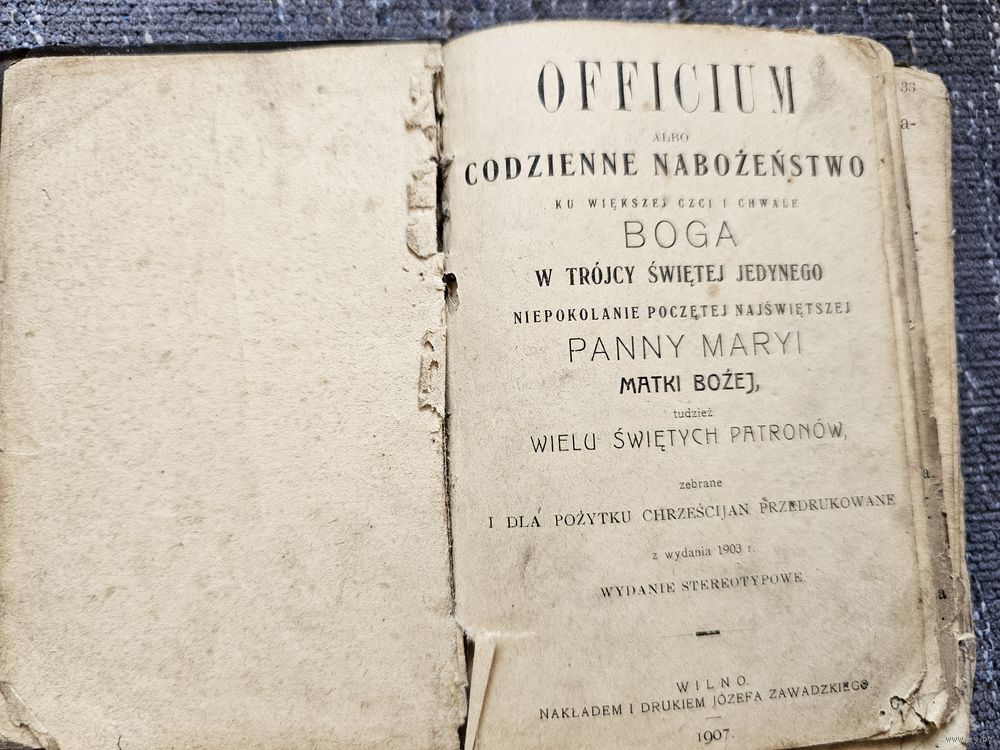 OFFICIUM
ALBO
CODZIENNE NABOŻEŃSTWO
KU WIĘKSZEJ CZCI I CHWALE
BOGA
W TRÓJCY ŚWIĘTEJ JEDYNEGO
NIEPOKOLANIE POCZĘTEJ NAJŚWIĘTSZEJ
PANNY MARYI
MATKI BOŻEJ,
tudzież
WIELU ŚWIĘTYCH PATRONÓW,
zebrane
I DLA POŻYTKU CHRZEŚCIJAN PRZEDRUKOWANE
z wydania 1903 r.
WYDANIE STEREOTYPOWE
WILNO.
NAKŁADEM I DRUKIEM JÓZEFA ZAWADZKIEGO
1907.
33
a-
a
a